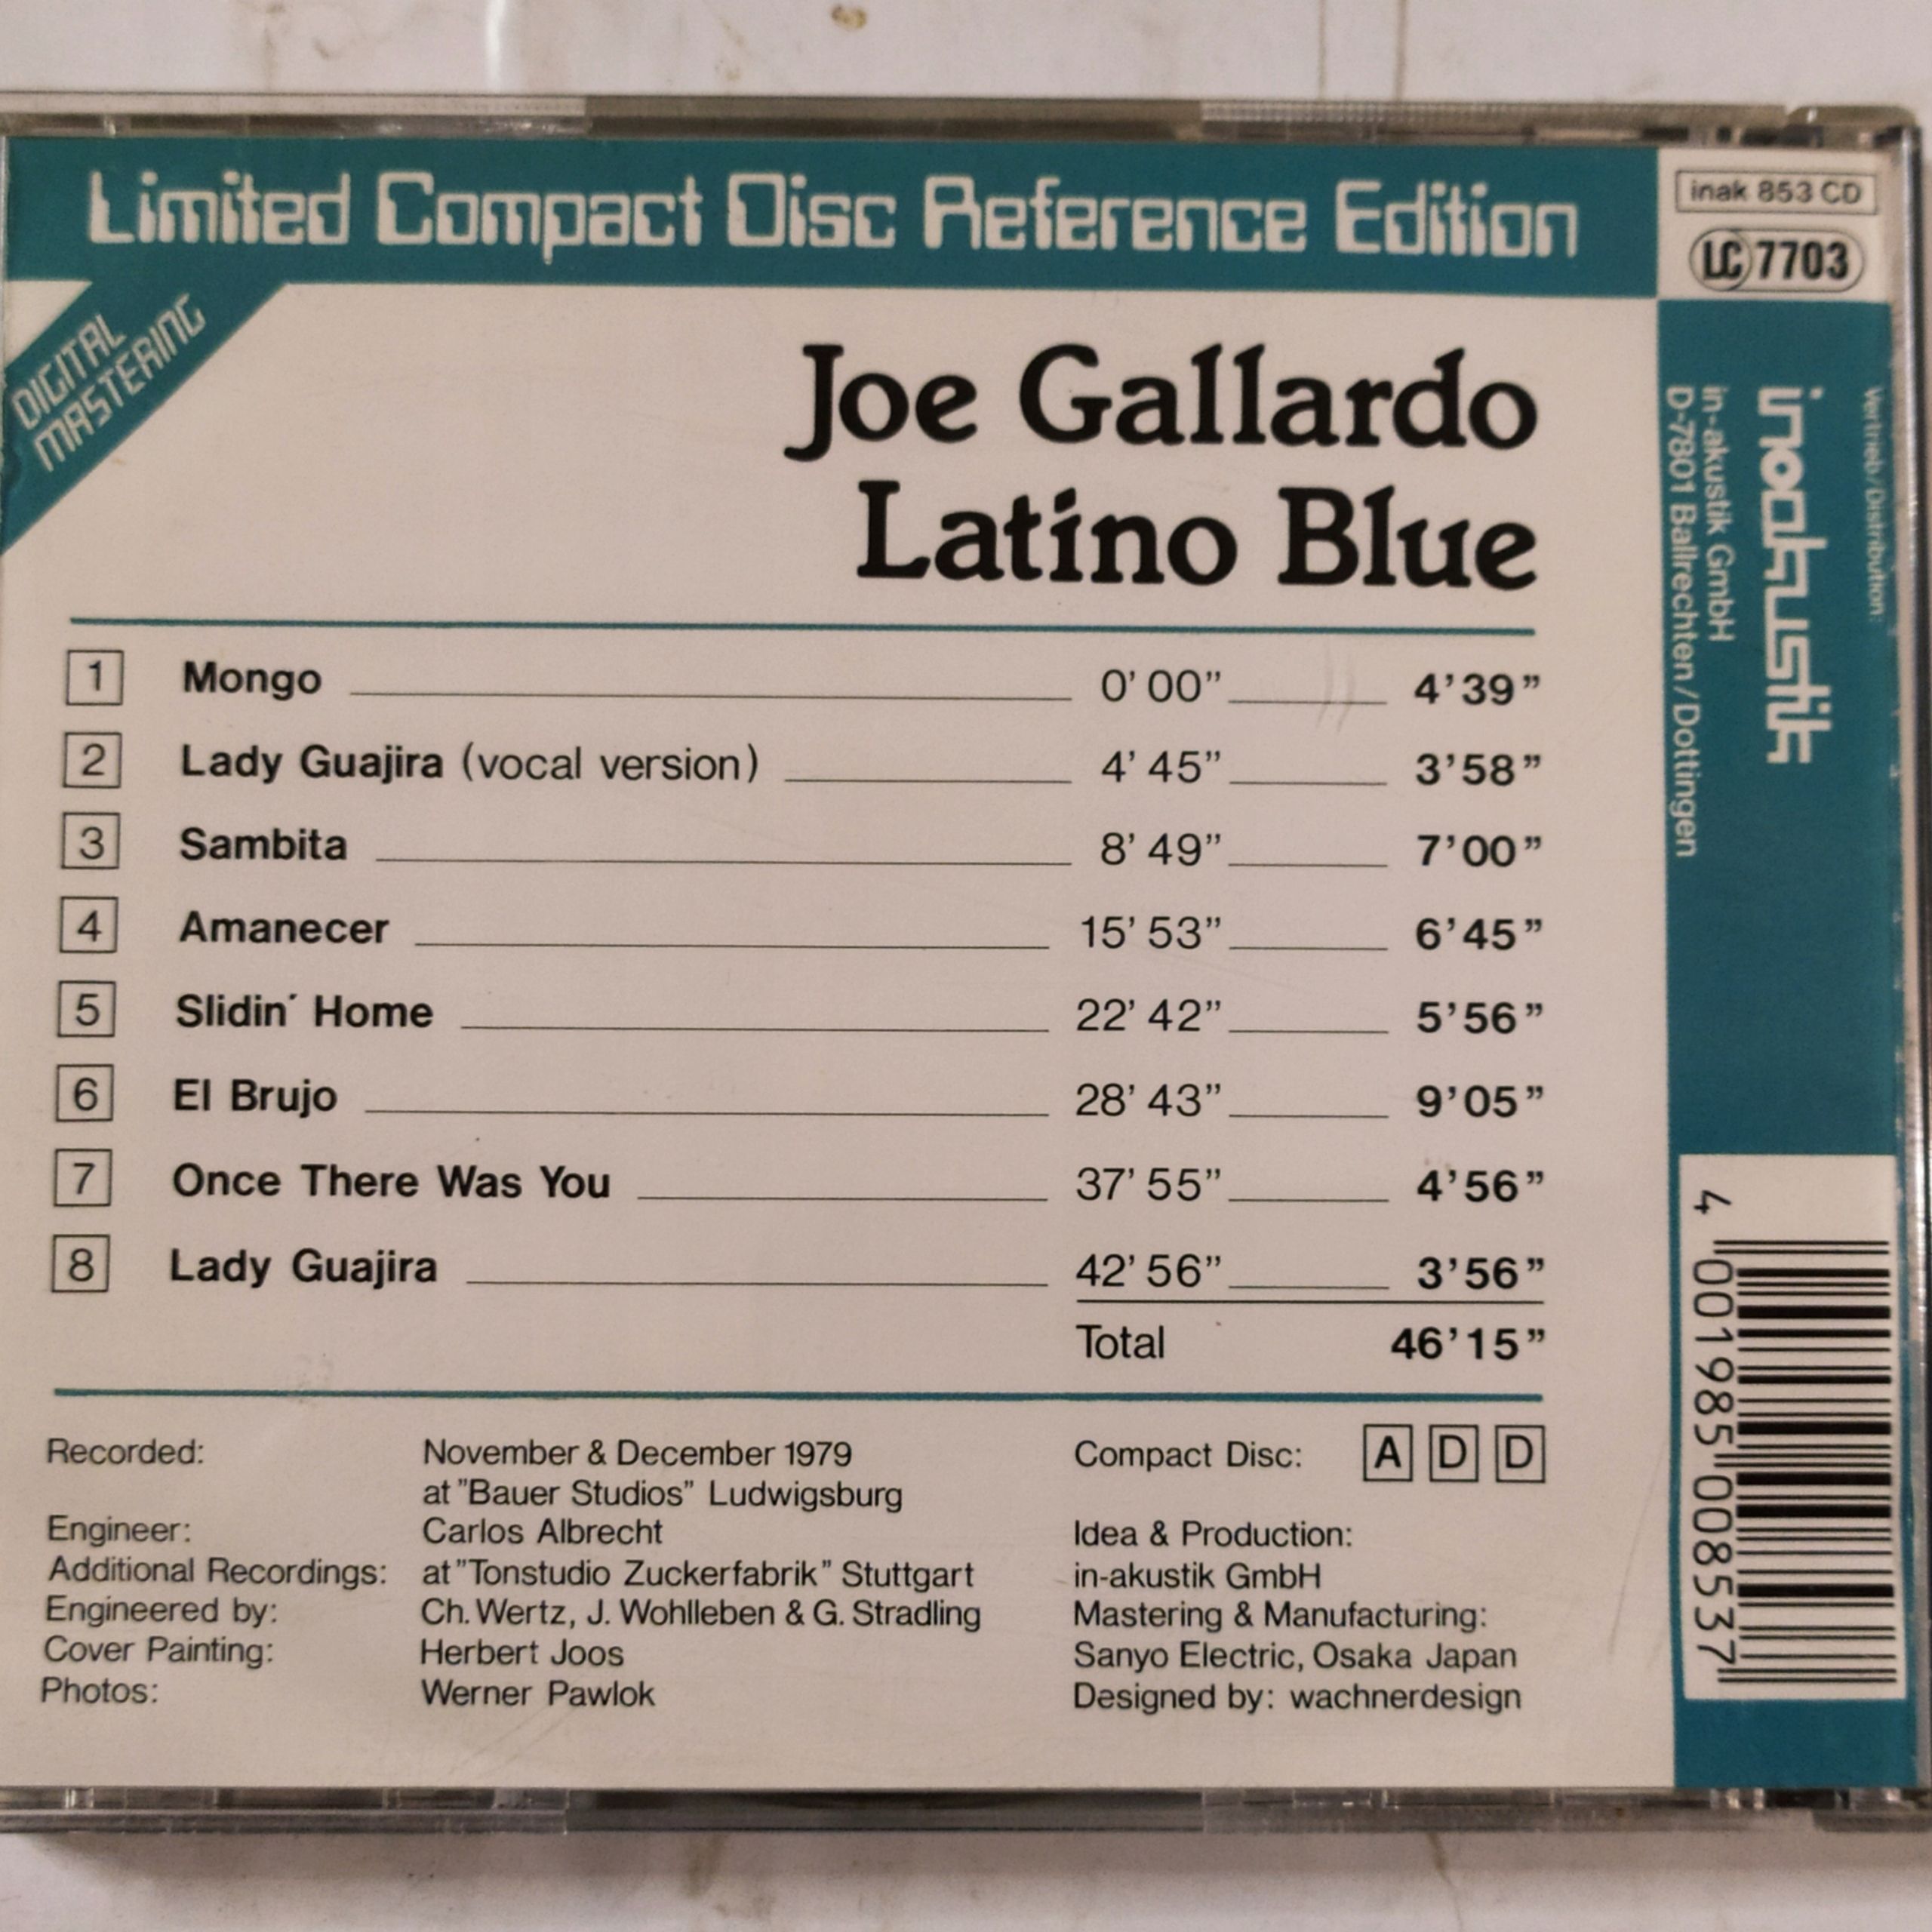 Limited Compact Disc Reference Edition
inak 853 CD
LC 7703
DIGITAL
MASTERING
Joe Gallardo
Latino Blue
1 Mongo 0' 00” 4'39”
2 Lady Guajira (vocal version) 4' 45” 3'58”
3 Sambita 8' 49” 7'00”
4 Amanecer 15' 53” 6'45”
5 Slidin´ Home 22' 42” 5'56”
6 El Brujo 28' 43” 9'05”
7 Once There Was You 37' 55” 4'56”
8 Lady Guajira 42' 56” 3'56”
Total 46'15”
Recorded: November & December 1979
at ”Bauer Studios” Ludwigsburg
Engineer: Carlos Albrecht
Additional Recordings: at ”Tonstudio Zuckerfabrik” Stuttgart
Engineered by: Ch. Wertz, J. Wohlleben & G. Stradling
Cover Painting: Herbert Joos
Photos: Werner Pawlok
Compact Disc: A D D
Idea & Production:
in-akustik GmbH
Mastering & Manufacturing:
Sanyo Electric, Osaka Japan
Designed by: wachnerdesign
Vertrieb/Distribution:
inakustik
in-akustik GmbH
D-7801 Ballrechten/Dottingen
4 001985 008537